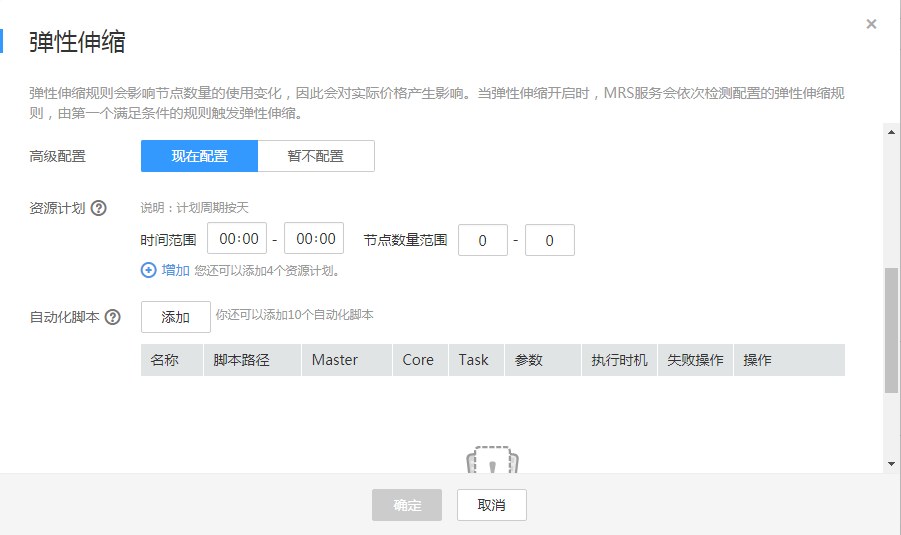 弹性伸缩
弹性伸缩规则会影响节点数量的使用变化，因此会对实际价格产生影响。当弹性伸缩开启时，MRS服务会依次检测配置的弹性伸缩规
则，由第一个满足条件的规则触发弹性伸缩。
高级配置 现在配置 暂不配置
资源计划 ? 说明：计划周期按天
时间范围 00:00 - 00:00 节点数量范围 0 - 0
增加 您还可以添加4个资源计划。
自动化脚本 ? 添加 你还可以添加10个自动化脚本
名称 脚本路径 Master Core Task 参数 执行时机 失败操作 操作
确定 取消